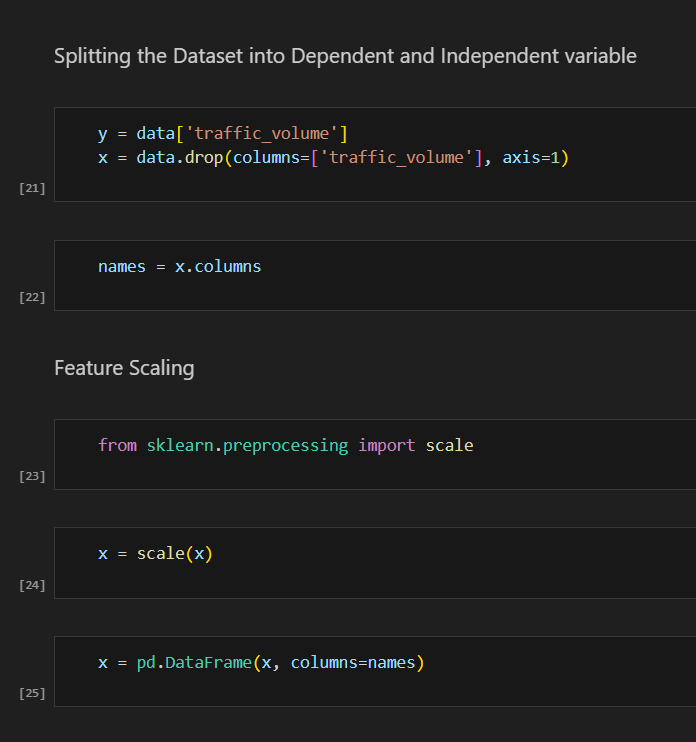 Splitting the Dataset into Dependent and Independent variable
y = data['traffic_volume']
x = data.drop(columns=['traffic_volume'], axis=1)
[21]
names = x.columns
[22]
Feature Scaling
from sklearn.preprocessing import scale
[23]
x = scale(x)
[24]
x = pd.DataFrame(x, columns=names)
[25]